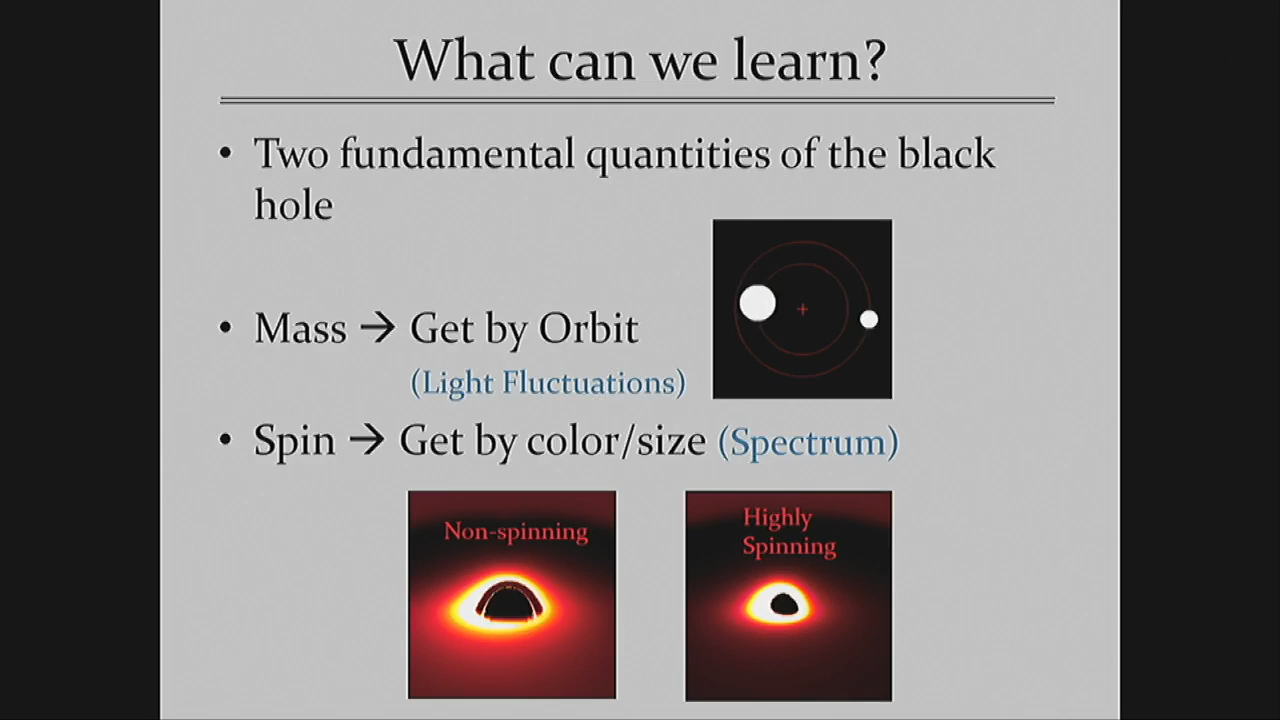 What can we learn?
• Two fundamental quantities of the black
hole
• Mass → Get by Orbit
(Light Fluctuations)
• Spin → Get by color/size (Spectrum)
Non-spinning
Highly
Spinning